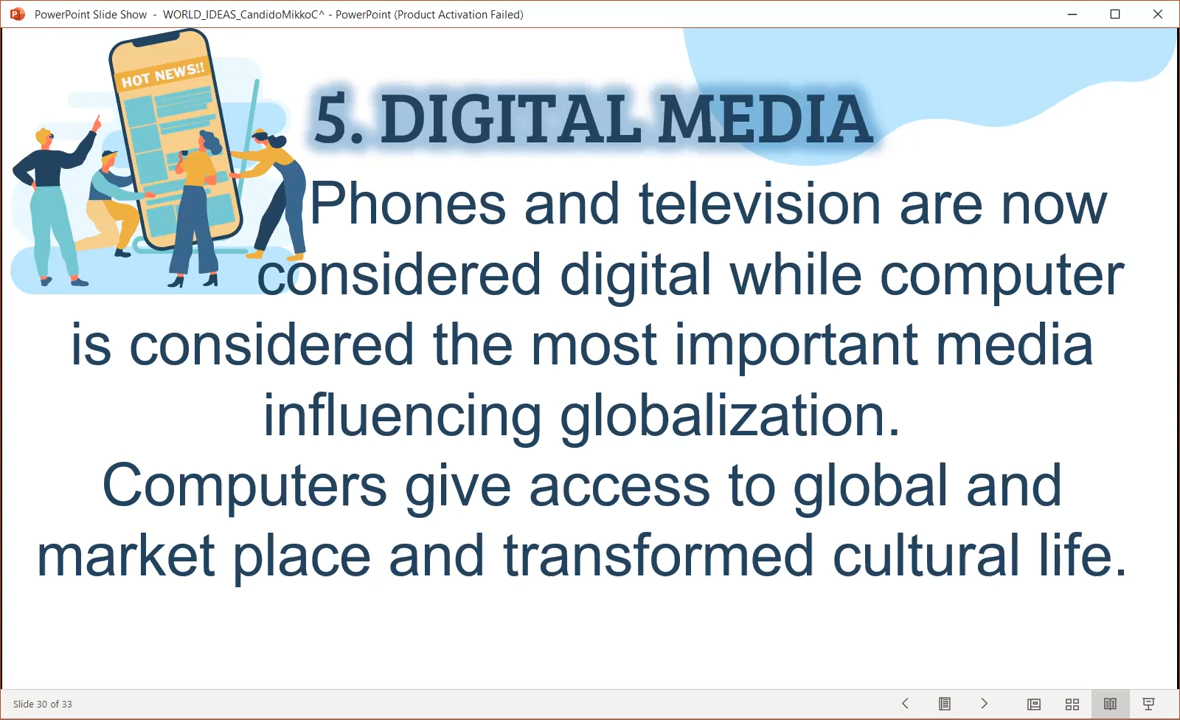 PowerPoint Slide Show - WORLD_IDEAS_CandidoMikkoC^ - PowerPoint (Product Activation Failed)
HOT NEWS!!
5. DIGITAL MEDIA
Phones and television are now
considered digital while computer
is considered the most important media
influencing globalization.
Computers give access to global and
market place and transformed cultural life.
Slide 30 of 33